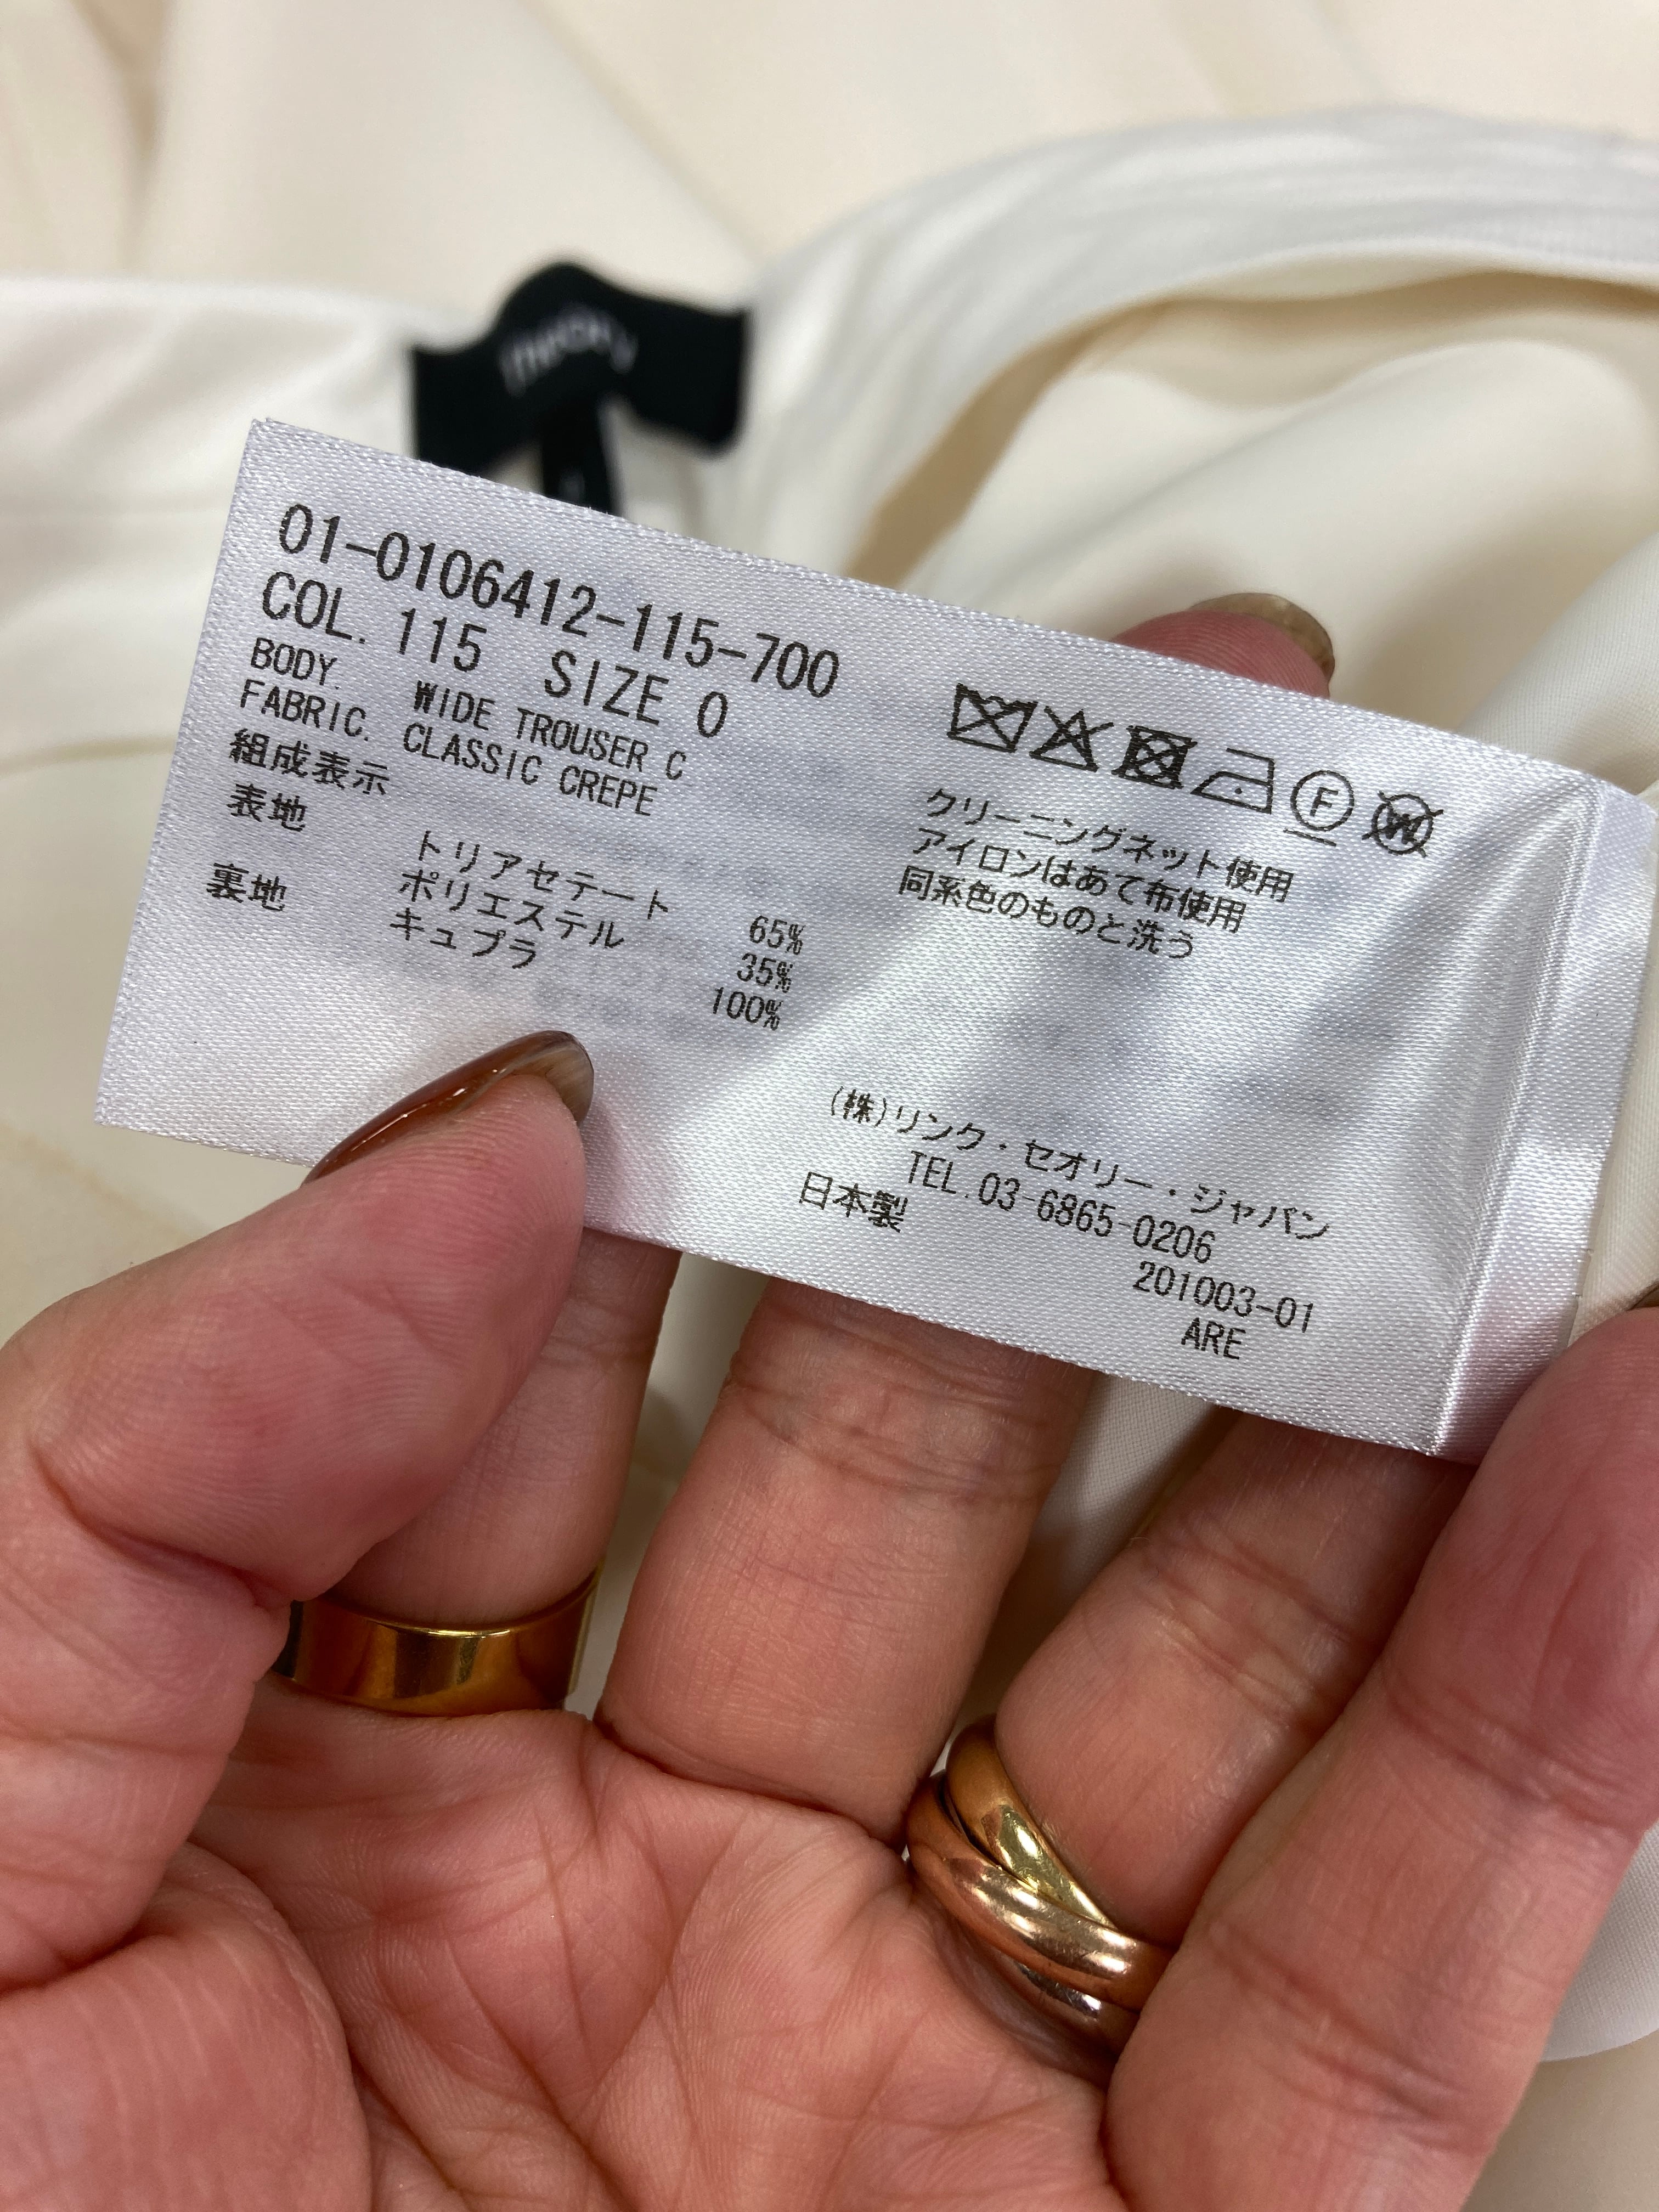 theory
01-0106412-115-700
COL. 115 SIZE 0
BODY. WIDE TROUSER C
FABRIC. CLASSIC CREPE
組成表示
表地
トリアセテート 65%
ポリエステル 35%
裏地 キュプラ 100%
F
W
クリーニングネット使用
アイロンはあて布使用
同系色のものと洗う
(株)リンク・セオリー・ジャパン
TEL.03-6865-0206
日本製
201003-01
ARE